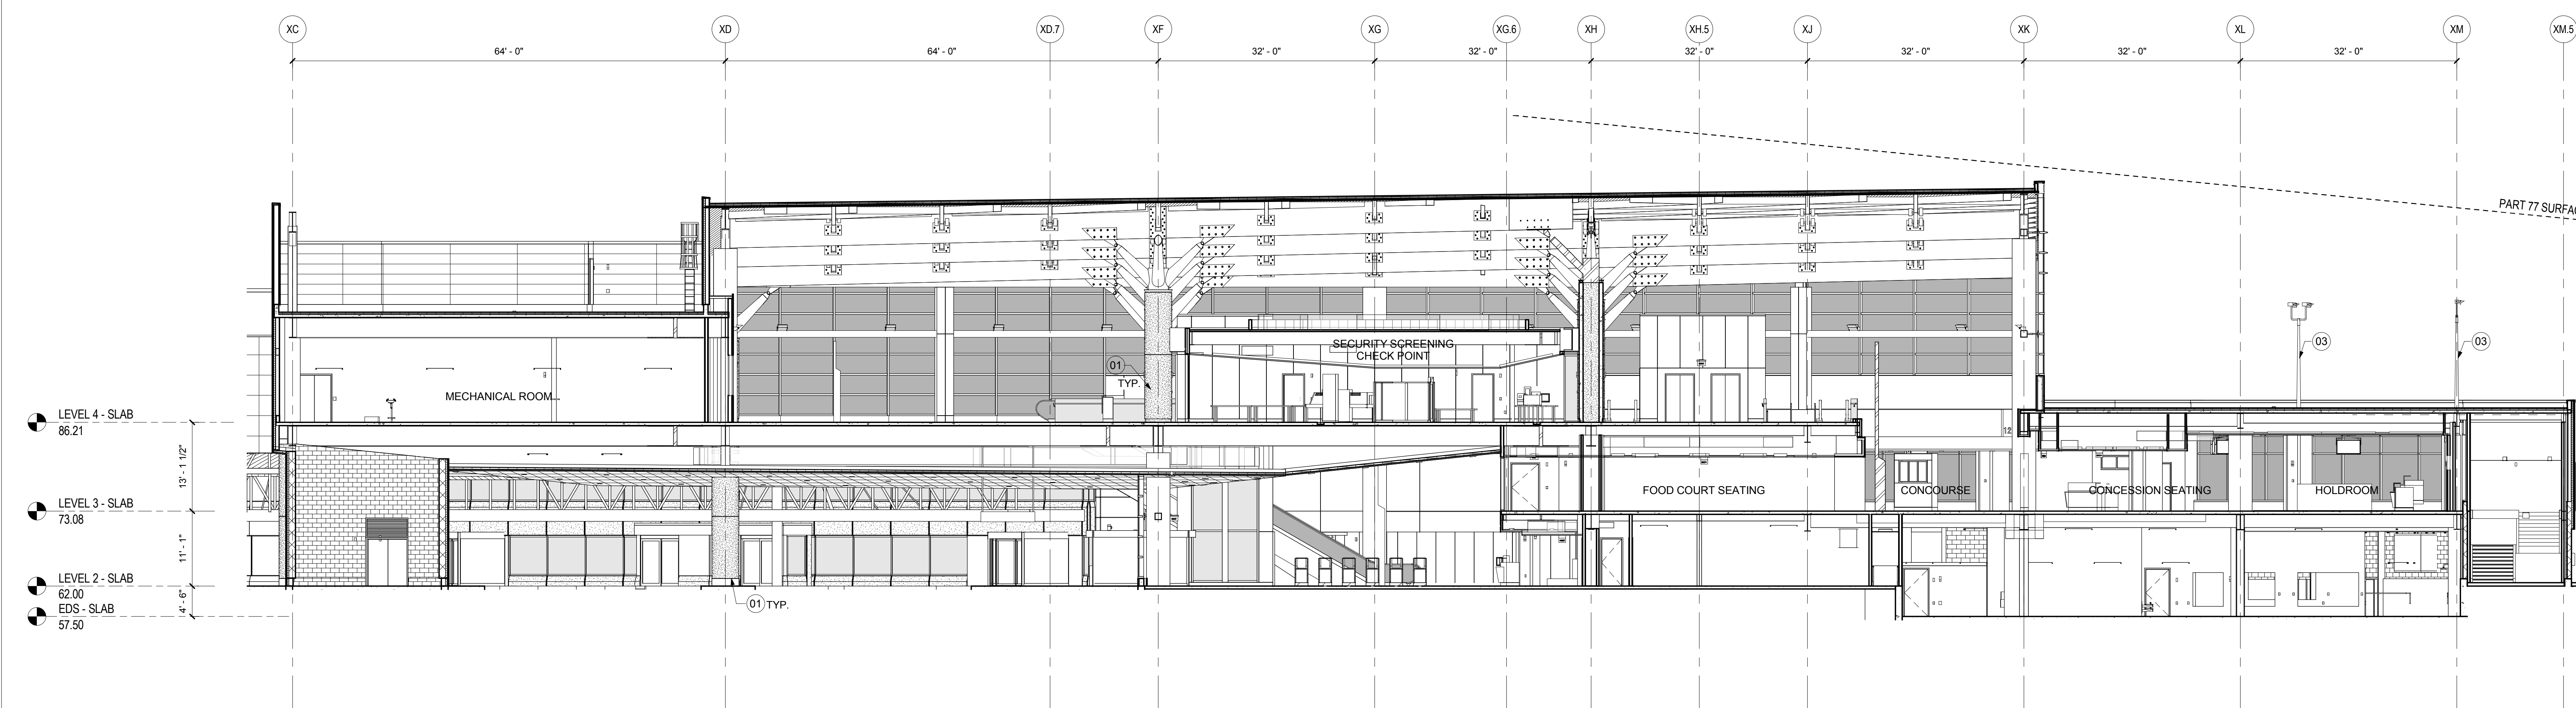 XC
XD
XD.7
XF
XG
XG.6
XH
XH.5
XJ
XK
XL
XM
XM.5
64' - 0"
64' - 0"
32' - 0"
32' - 0"
32' - 0"
32' - 0"
32' - 0"
32' - 0"
PART 77 SURFAC
SECURITY SCREENING
CHECK POINT
03
03
01
TYP.
MECHANICAL ROOM...
LEVEL 4 - SLAB
86.21
12
13' - 1 1/2"
FOOD COURT SEATING
CONCOURSE
CONCESSION SEATING
HOLDROOM
LEVEL 3 - SLAB
73.08
11' - 1"
LEVEL 2 - SLAB
62.00
4' - 6"
EDS - SLAB
57.50
01
TYP.